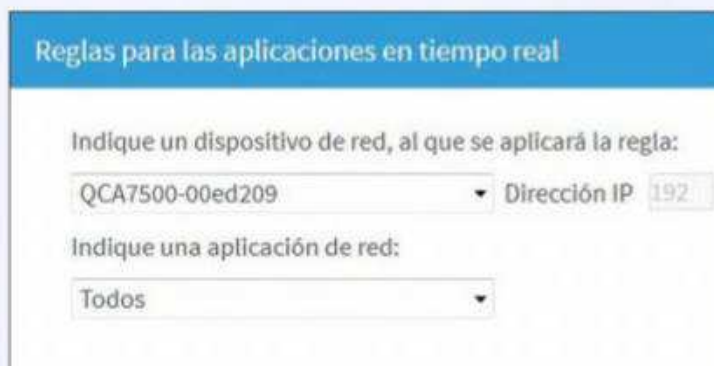 Reglas para las aplicaciones en tiempo real
Indique un dispositivo de red, al que se aplicará la regla:
QCA7500-00ed209
Dirección IP 192
Indique una aplicación de red:
Todos